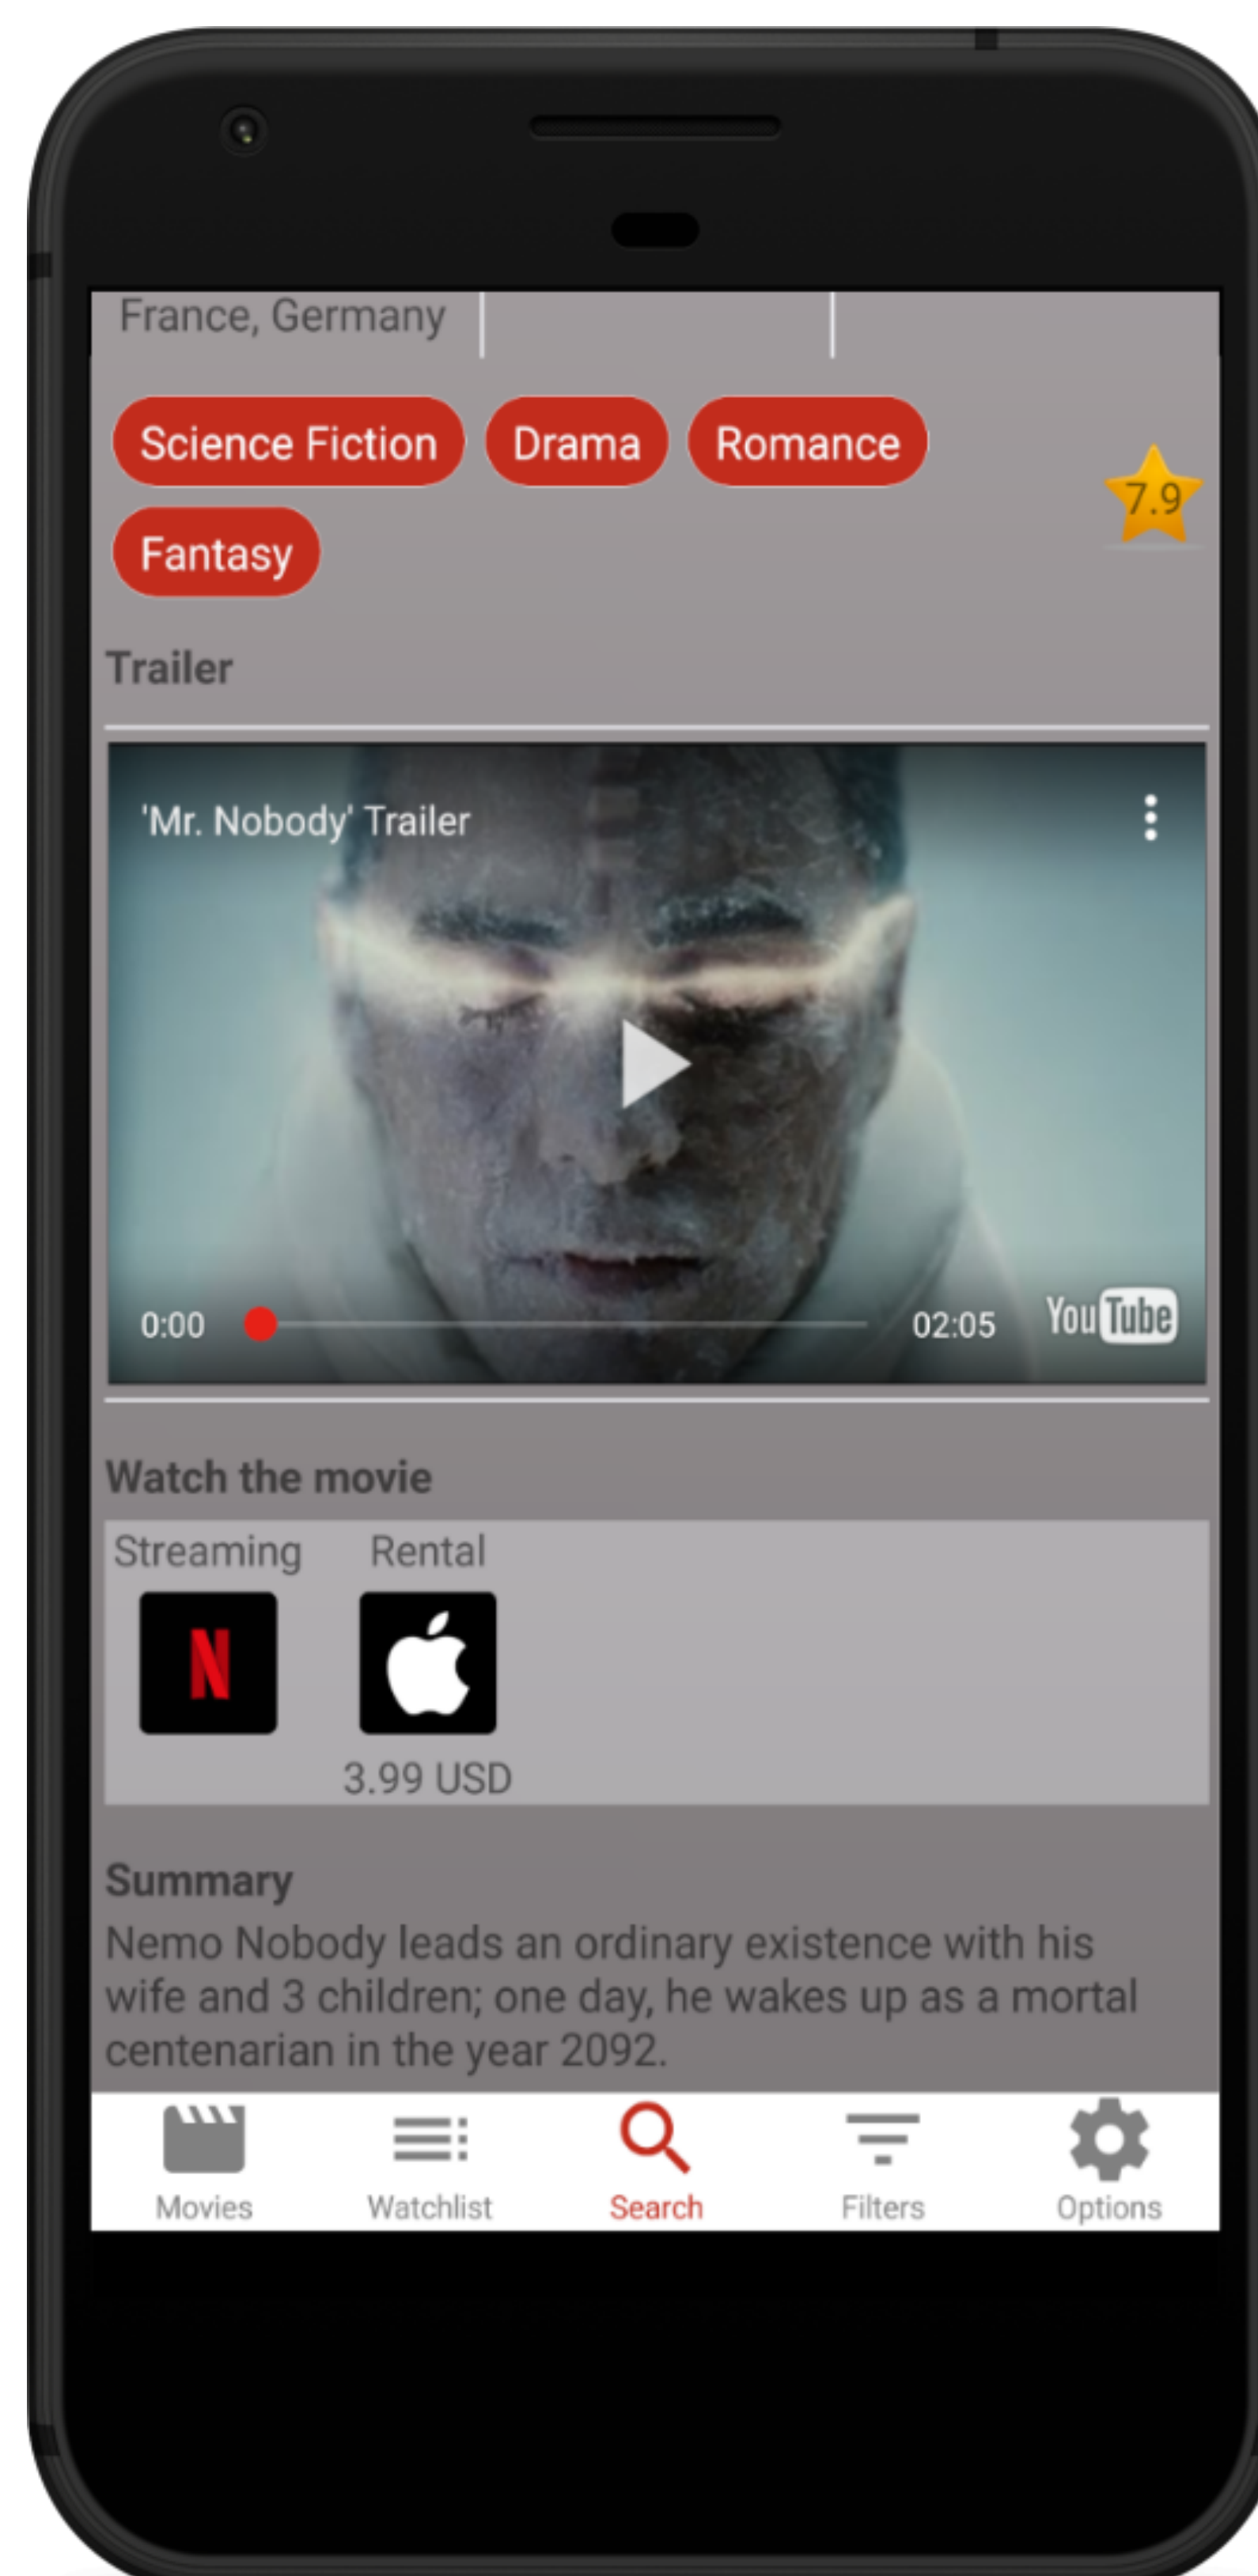 France, Germany
Science Fiction Drama Romance
7.9
Fantasy
Trailer
'Mr. Nobody' Trailer
0:00 02:05 YouTube
Watch the movie
Streaming Rental
N
3.99 USD
Summary
Nemo Nobody leads an ordinary existence with his
wife and 3 children; one day, he wakes up as a mortal
centenarian in the year 2092.
Movies Watchlist Search Filters Options